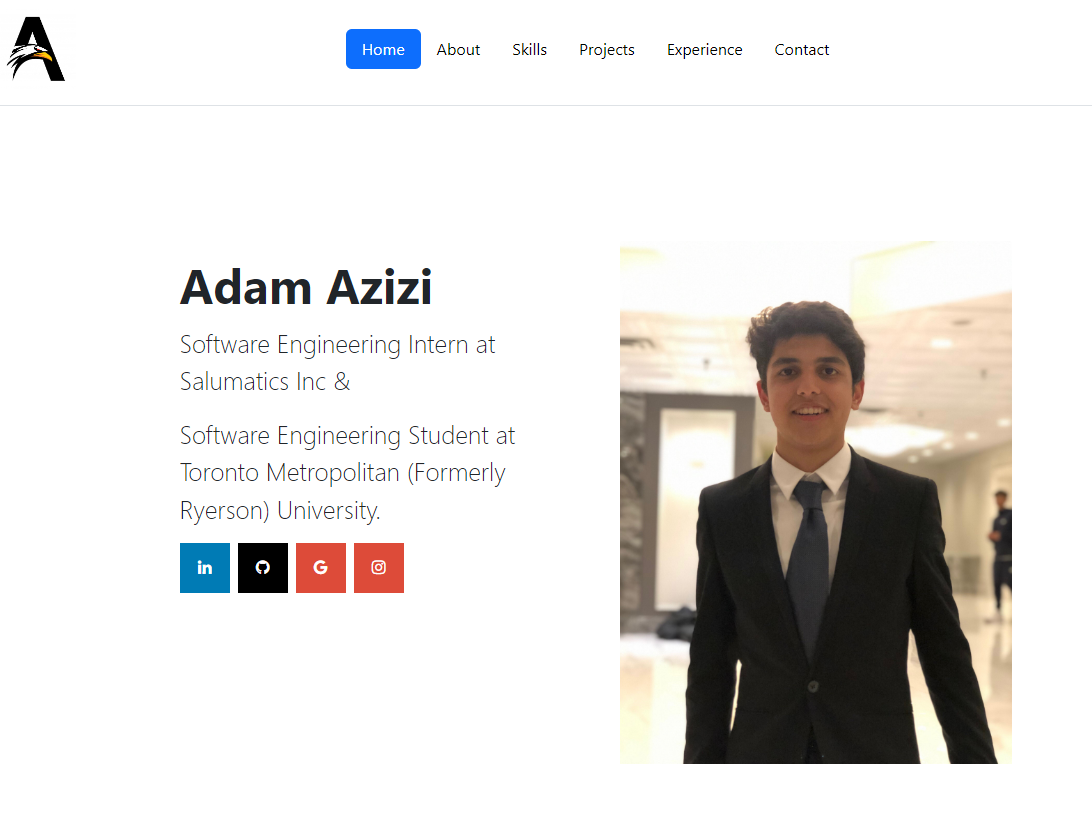 A
Home About Skills Projects Experience Contact
Adam Azizi
Software Engineering Intern at
Salumatics Inc &
Software Engineering Student at
Toronto Metropolitan (Formerly
Ryerson) University.
in
G